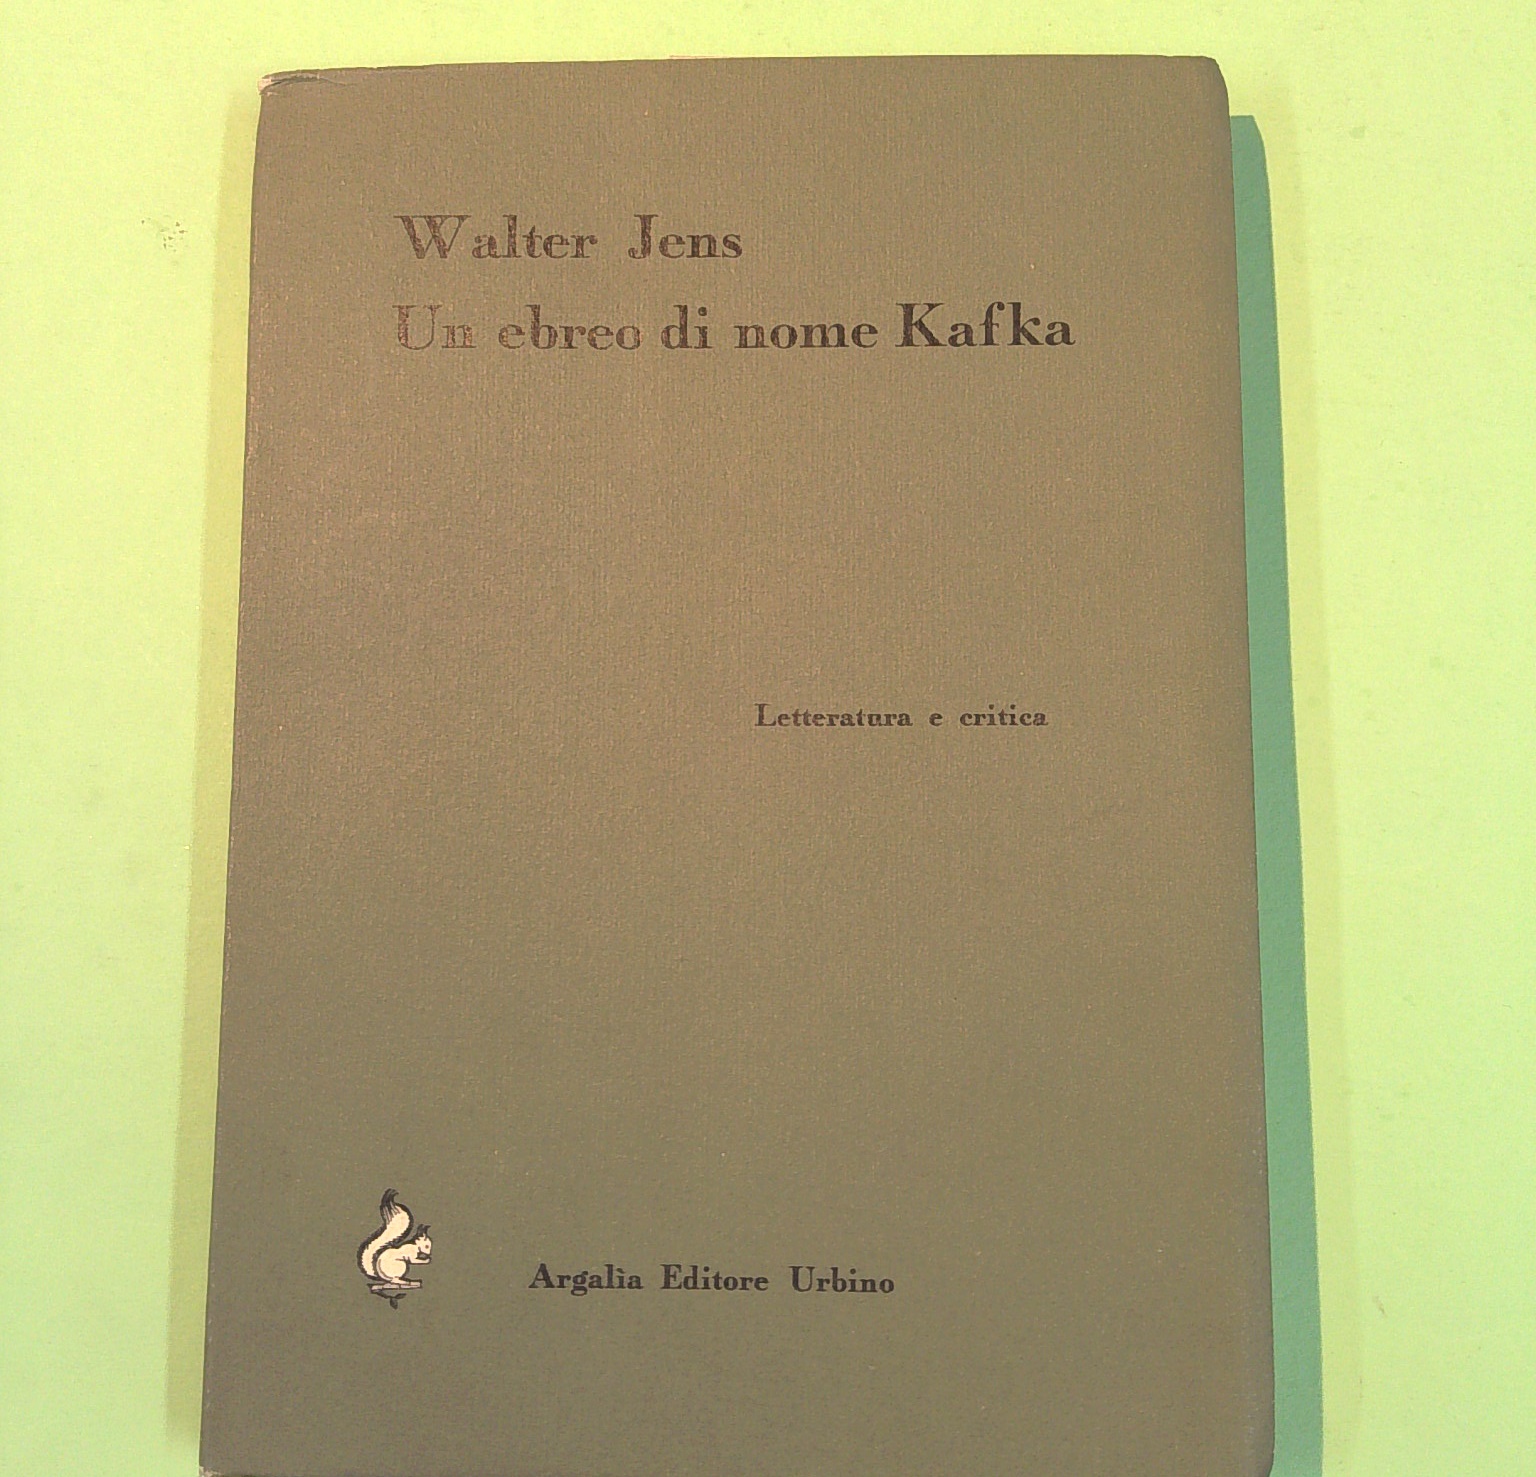 Walter Jens
Un ebreo di nome Kafka
Letteratura e critica
Argalìa Editore Urbino